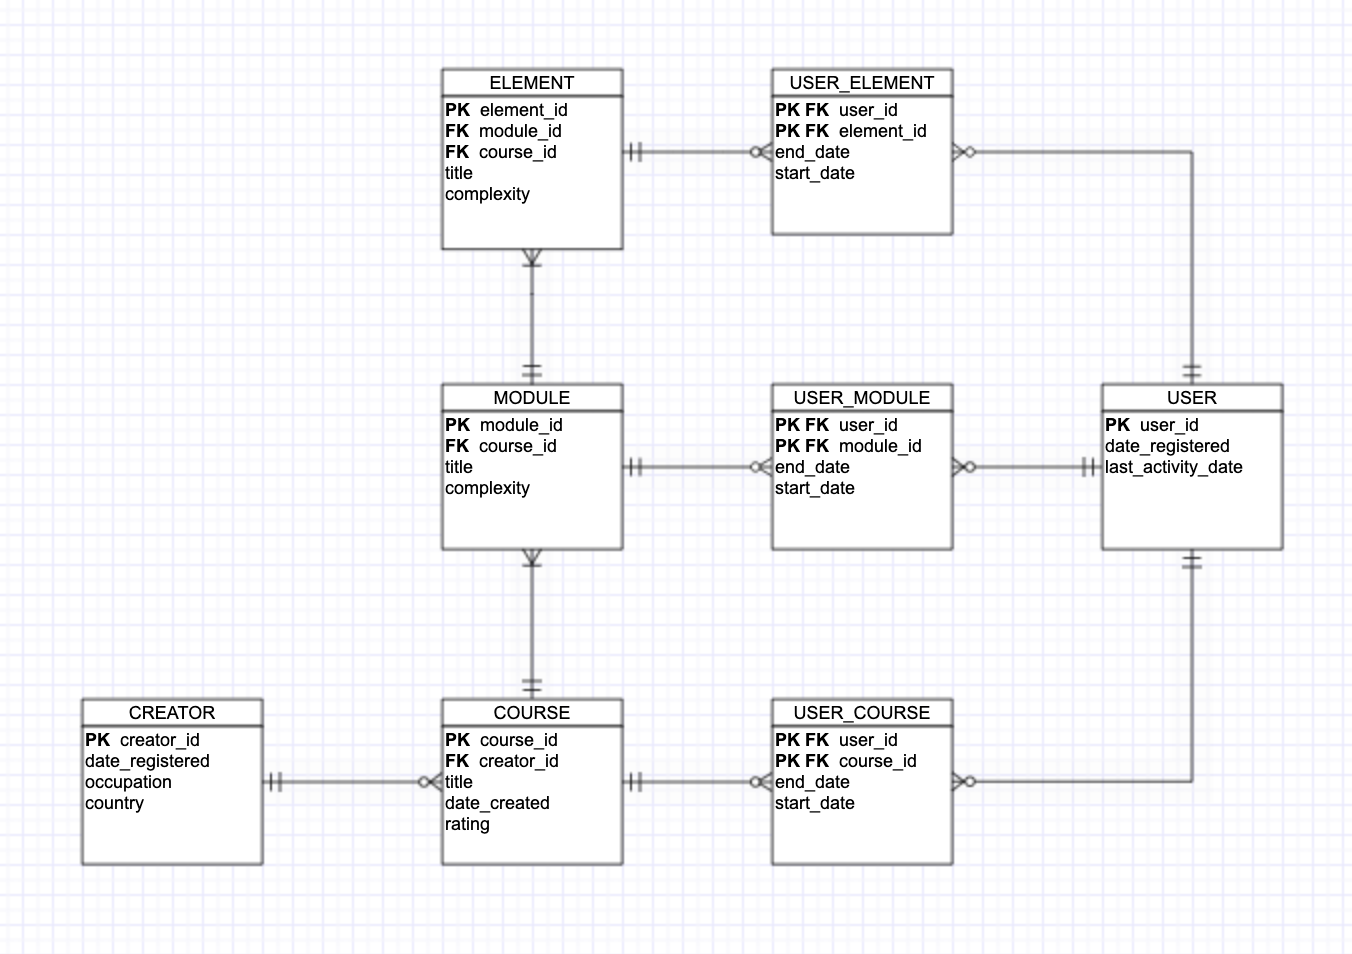 ELEMENT
PK element_id
FK module_id
FK course_id
title
complexity
USER_ELEMENT
PK FK user_id
PK FK element_id
end_date
start_date
MODULE
PK module_id
FK course_id
title
complexity
USER_MODULE
PK FK user_id
PK FK module_id
end_date
start_date
USER
PK user_id
date_registered
last_activity_date
CREATOR
PK creator_id
date_registered
occupation
country
COURSE
PK course_id
FK creator_id
title
date_created
rating
USER_COURSE
PK FK user_id
PK FK course_id
end_date
start_date